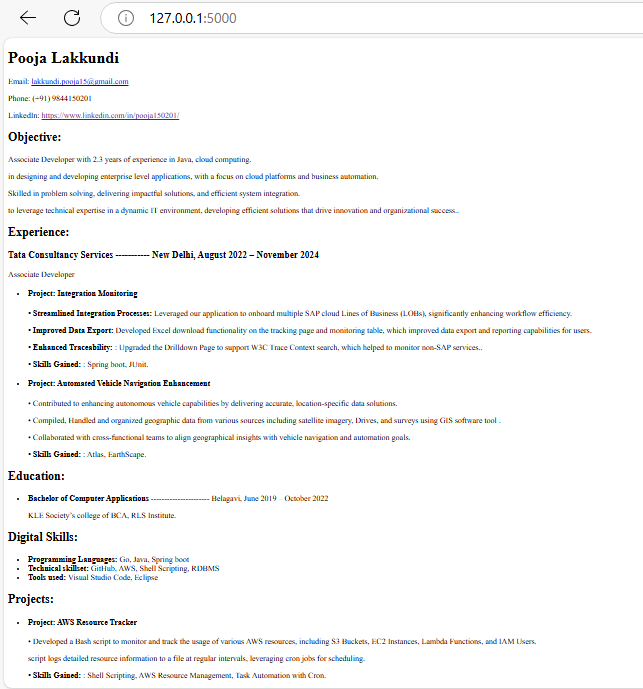 127.0.0.1:5000
Pooja Lakkundi
Email: lakkundi.pooja15@gmail.com
Phone: (+91) 9844150201
LinkedIn: https://www.linkedin.com/in/pooja150201/
Objective:
Associate Developer with 2.3 years of experience in Java, cloud computing.
in designing and developing enterprise level applications, with a focus on cloud platforms and business automation.
Skilled in problem solving, delivering impactful solutions, and efficient system integration.
to leverage technical expertise in a dynamic IT environment, developing efficient solutions that drive innovation and organizational success..
Experience:
Tata Consultancy Services ----------- New Delhi, August 2022 – November 2024
Associate Developer
• Project: Integration Monitoring
• Streamlined Integration Processes: Leveraged our application to onboard multiple SAP cloud Lines of Business (LOBs), significantly enhancing workflow efficiency.
• Improved Data Export: Developed Excel download functionality on the tracking page and monitoring table, which improved data export and reporting capabilities for users.
• Enhanced Traceability: : Upgraded the Drilldown Page to support W3C Trace Context search, which helped to monitor non-SAP services..
• Skills Gained: : Spring boot, JUnit.
• Project: Automated Vehicle Navigation Enhancement
• Contributed to enhancing autonomous vehicle capabilities by delivering accurate, location-specific data solutions.
• Compiled, Handled and organized geographic data from various sources including satellite imagery, Drives, and surveys using GIS software tool .
• Collaborated with cross-functional teams to align geographical insights with vehicle navigation and automation goals.
• Skills Gained: : Atlas, EarthScape.
Education:
• Bachelor of Computer Applications ---------------------- Belagavi, June 2019 – October 2022
KLE Society's college of BCA, RLS Institute.
Digital Skills:
• Programming Languages: Go, Java, Spring boot
• Technical skillset: GitHub, AWS, Shell Scripting, RDBMS
• Tools used: Visual Studio Code, Eclipse
Projects:
• Project: AWS Resource Tracker
• Developed a Bash script to monitor and track the usage of various AWS resources, including S3 Buckets, EC2 Instances, Lambda Functions, and IAM Users.
script logs detailed resource information to a file at regular intervals, leveraging cron jobs for scheduling.
• Skills Gained: : Shell Scripting, AWS Resource Management, Task Automation with Cron.